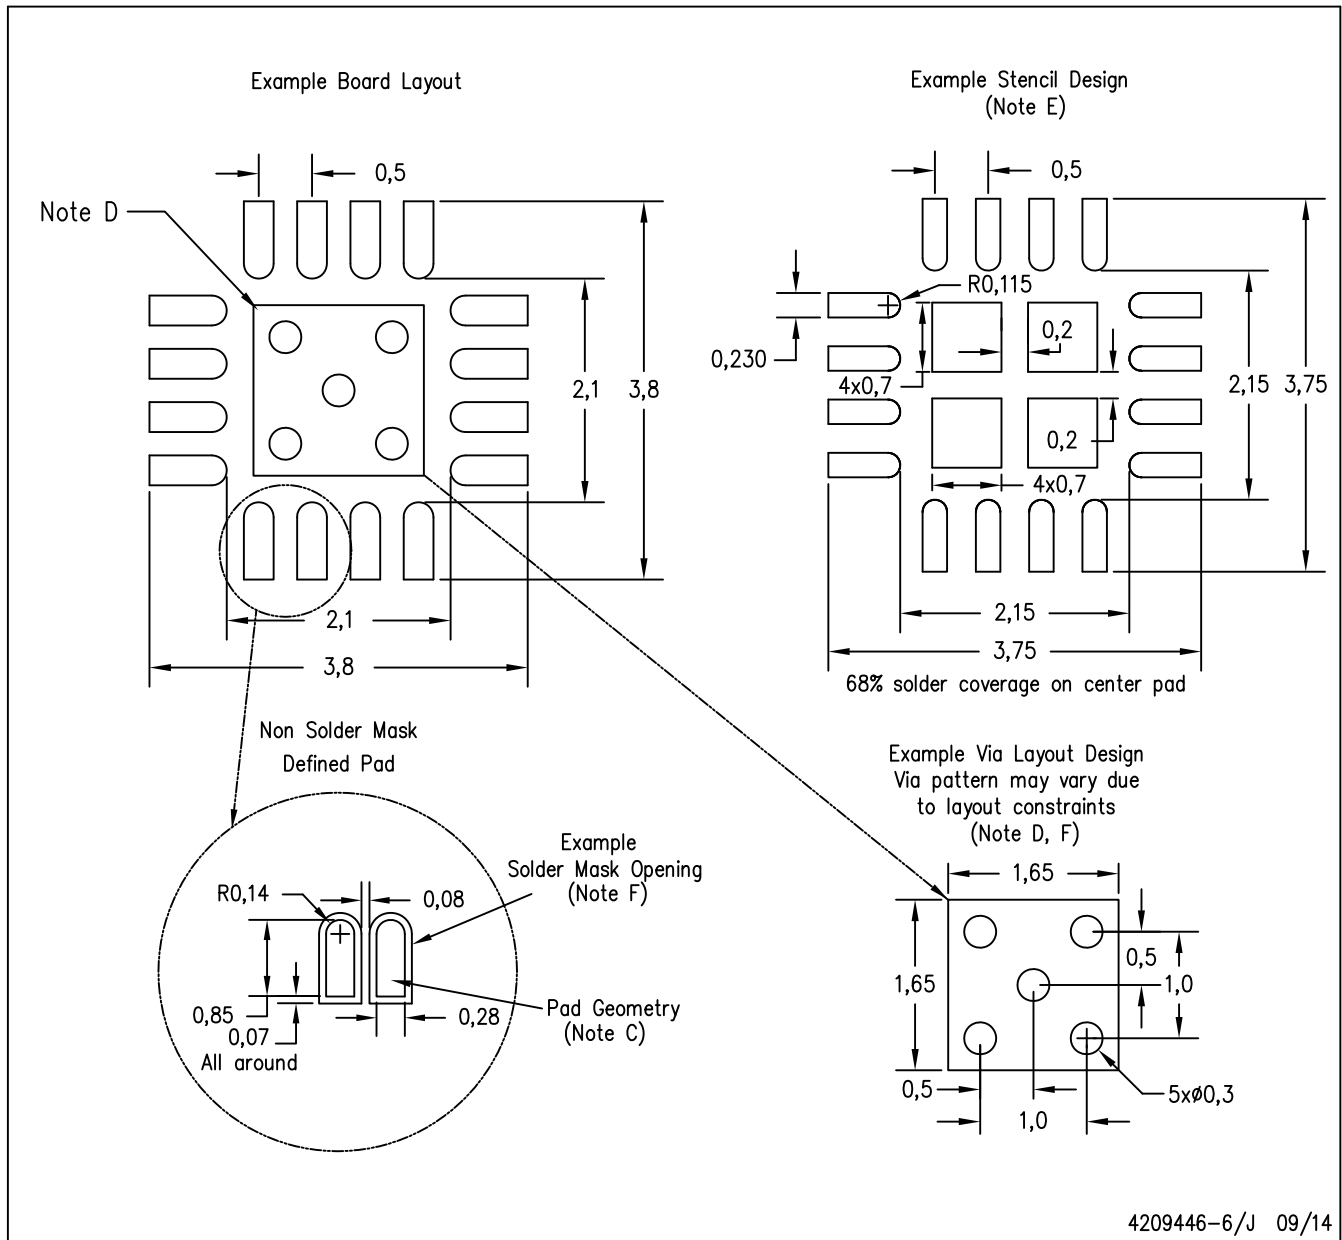 Example Board Layout
0,5
Note D
2,1
3,8
2,1
3,8
Example Stencil Design
(Note E)
0,5
R0,115
0,230
0,2
4x0,7
2,15
3,75
0,2
4x0,7
2,15
3,75
68% solder coverage on center pad
Non Solder Mask
Defined Pad
Example
Solder Mask Opening
(Note F)
R0,14
0,08
0,85
0,07
All around
0,28
Pad Geometry
(Note C)
Example Via Layout Design
Via pattern may vary due
to layout constraints
(Note D, F)
1,65
1,65
0,5
1,0
0,5
1,0
5xø0,3
4209446-6/J 09/14